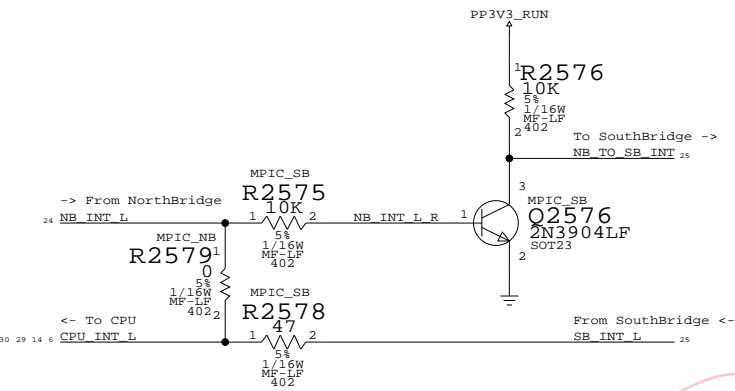 PP3V3_RUN
1
R2576
10K
5%
1/16W
MF-LF
402
2
To SouthBridge ->
NB_TO_SB_INT 25
3
MPIC_SB
Q2576
2N3904LF
SOT23
1
2
-> From NorthBridge
24 NB_INT_L
MPIC_SB
R2575
10K
1 2
5%
1/16W
MF-LF
402
NB_INT_L_R
MPIC_NB
R2579
1
0
5%
1/16W
MF-LF
402
2
<- To CPU
30 29 14 6 CPU_INT_L
MPIC_SB
R2578
47
1 2
5%
1/16W
MF-LF
402
From SouthBridge <-
SB_INT_L 25